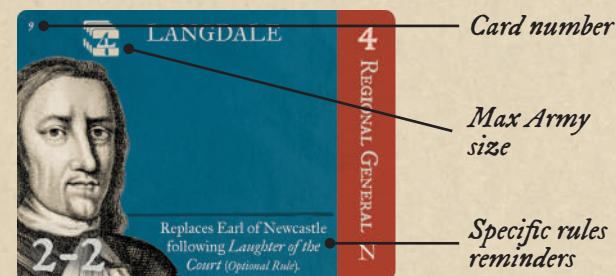 9
4
LANGDALE
4 REGIONAL GENERAL N
2-2
Replaces Earl of Newcastle
following Laughter of the
Court (Optional Rule).
Card number
Max Army
size
Specific rules
reminders